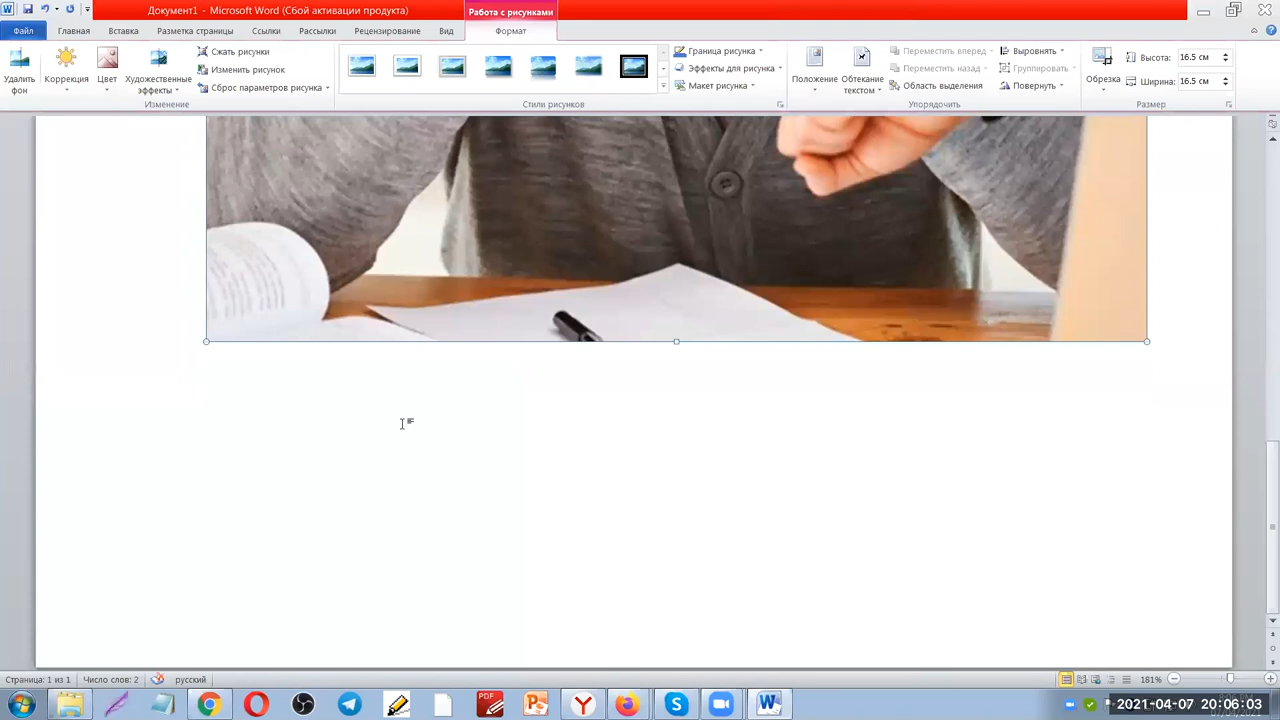 Документ1 - Microsoft Word (Сбой активации продукта)
Работа с рисунками
Файл Главная Вставка Разметка страницы Ссылки Рассылки Рецензирование Вид Формат
Удалить фон
Коррекция
Цвет
Художественные эффекты
Сжать рисунки
Изменить рисунок
Сброс параметров рисунка
Изменение
Стили рисунков
Граница рисунка
Эффекты для рисунка
Макет рисунка
Положение
Обтекание текстом
Переместить вперед
Переместить назад
Область выделения
Выровнять
Группировать
Повернуть
Упорядочить
Обрезка
Высота: 16.5 см
Ширина: 16.5 см
Размер
Страница: 1 из 1 Число слов: 2 русский 181%
PDF
2021-04-07 20:06:03